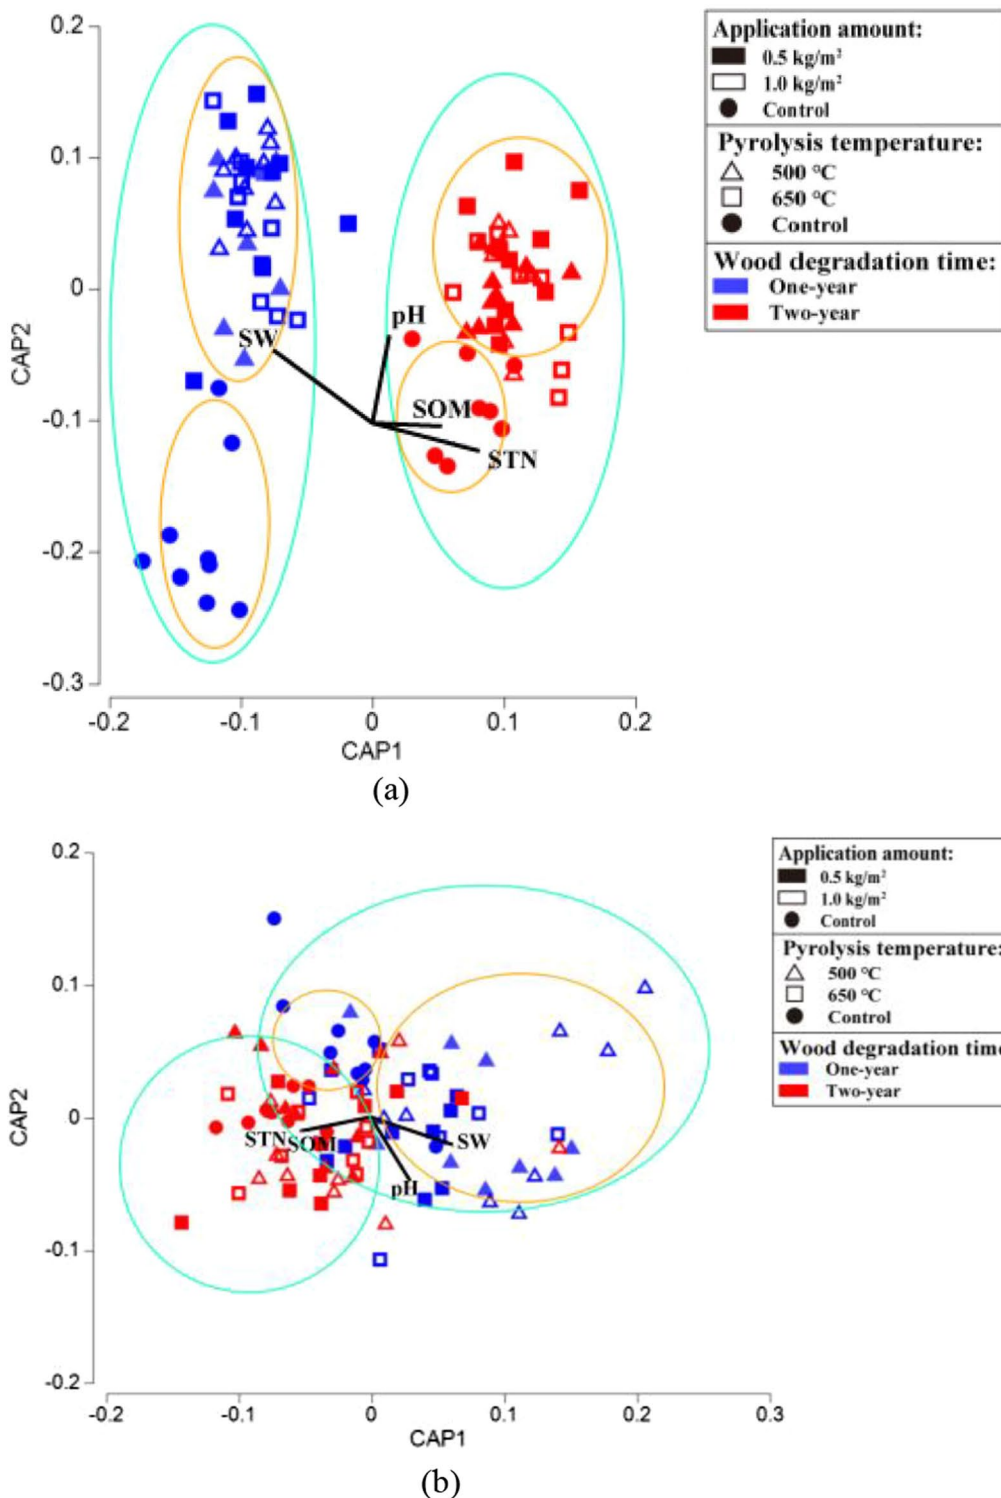 0.2
0.1
0
-0.1
-0.2
-0.3
CAP2
SW
pH
SOM
STN
-0.2 -0.1 0 0.1 0.2
CAP1
(a)
Application amount:
0.5 kg/m²
1.0 kg/m²
Control
Pyrolysis temperature:
500 °C
650 °C
Control
Wood degradation time:
One-year
Two-year
0.2
0.1
0
-0.1
-0.2
CAP2
STN
SOM
SW
pH
-0.2 -0.1 0 0.1 0.2 0.3
CAP1
(b)
Application amount:
0.5 kg/m²
1.0 kg/m²
Control
Pyrolysis temperature:
500 °C
650 °C
Control
Wood degradation time
One-year
Two-year